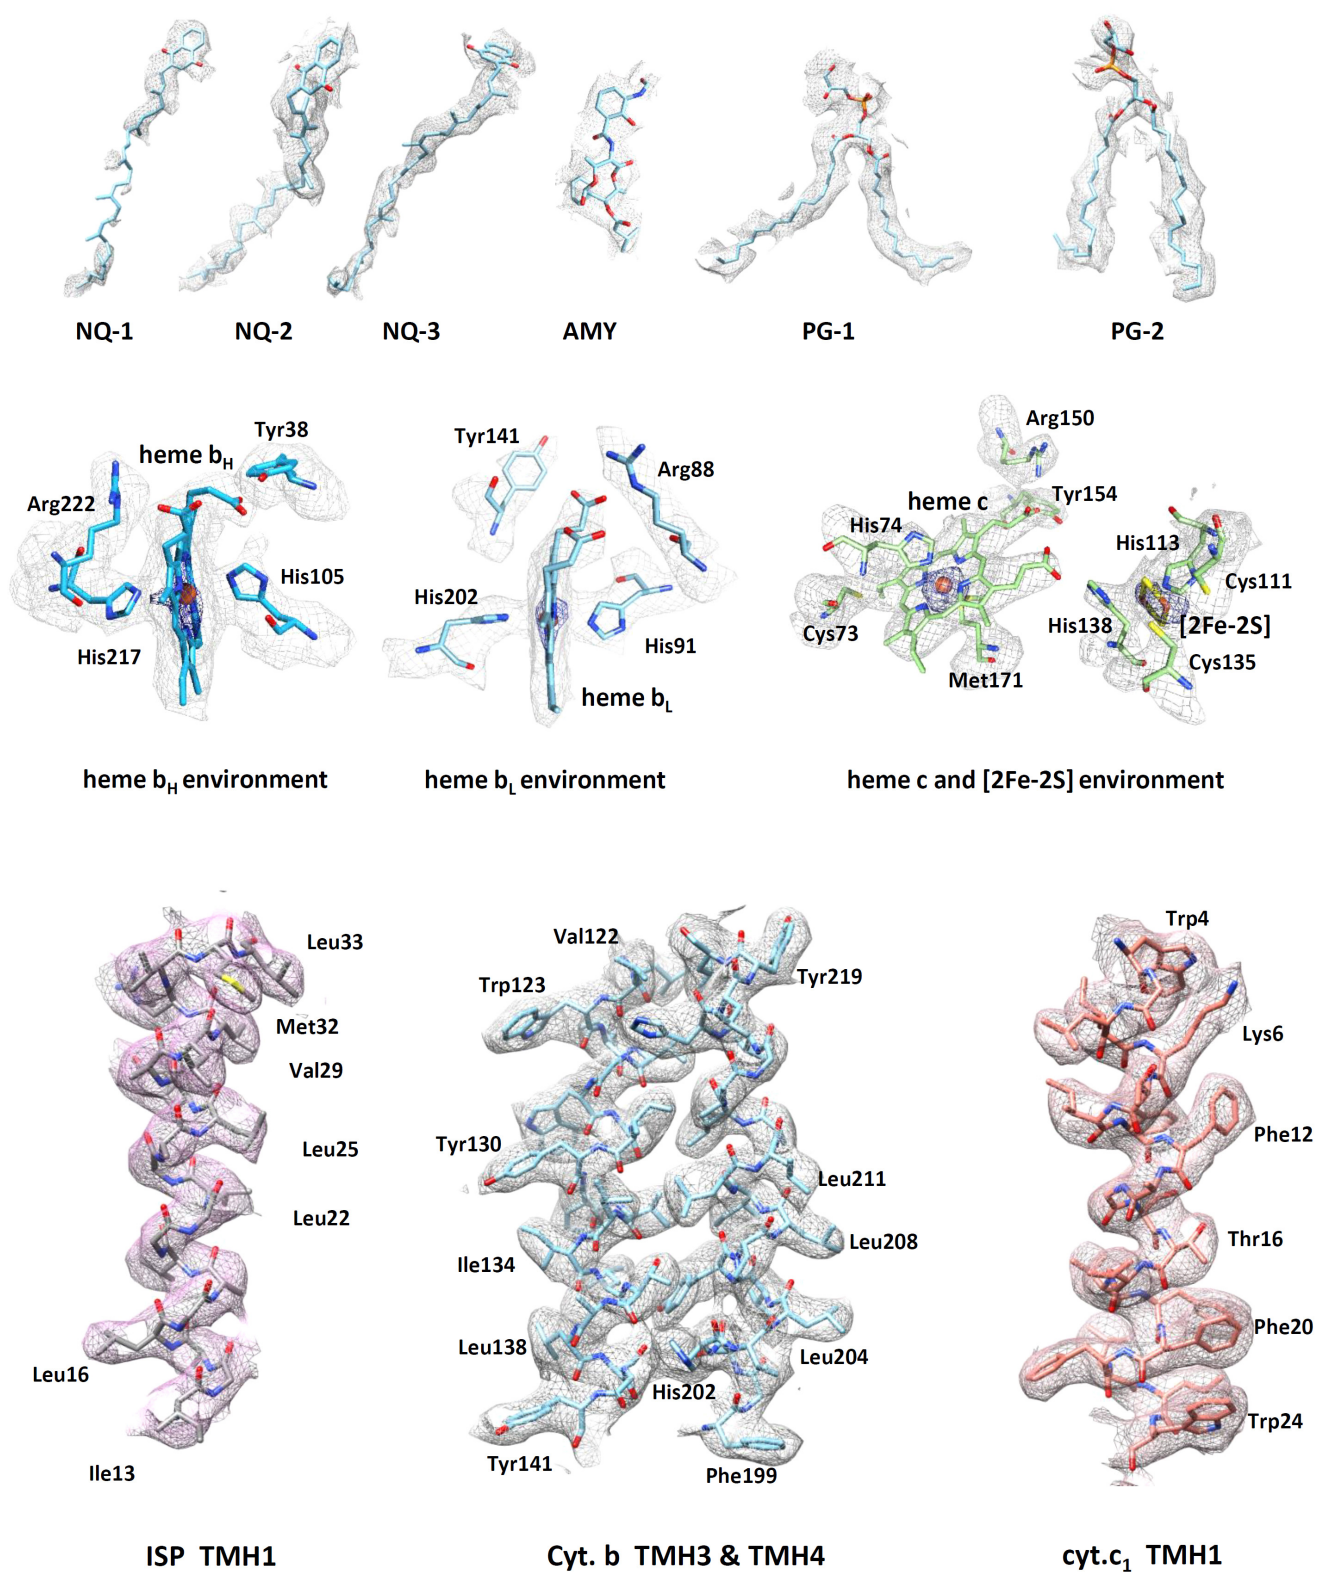 NQ-1 NQ-2 NQ-3 AMY PG-1 PG-2
Arg222
heme bH
Tyr38
His105
His217
Tyr141
Arg88
His202
His91
heme bL
Arg150
heme c
Tyr154
His74
His113
Cys111
Cys73
His138
[2Fe-2S]
Met171
Cys135
heme bH environment
heme bL environment
heme c and [2Fe-2S] environment
Leu33
Met32
Val29
Leu25
Leu22
Leu16
Ile13
Val122
Trp123
Tyr219
Tyr130
Leu211
Ile134
Leu208
Leu138
Leu204
His202
Tyr141
Phe199
Trp4
Lys6
Phe12
Thr16
Phe20
Trp24
ISP TMH1
Cyt. b TMH3 & TMH4
cyt.c1 TMH1